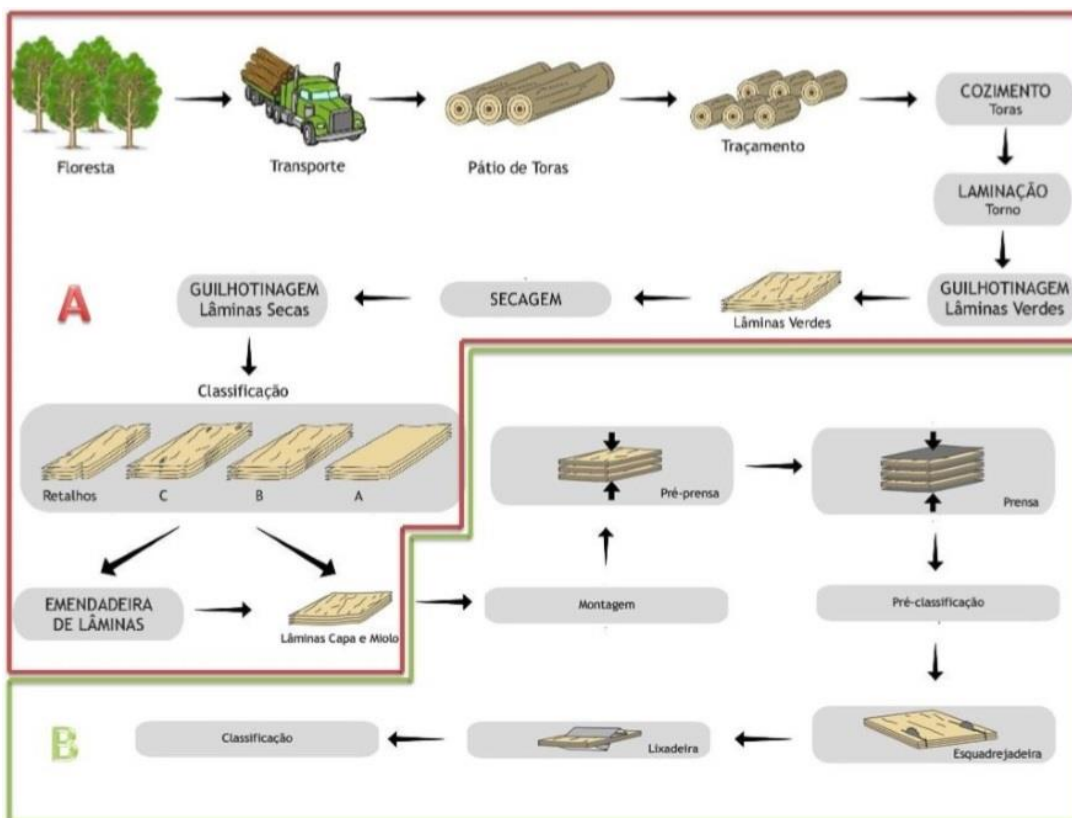 Floresta
Transporte
Pátio de Toras
Traçamento
COZIMENTO
Toras
LAMINAÇÃO
Torno
GUILHOTINAGEM
Lâminas Verdes
Lâminas Verdes
SECAGEM
GUILHOTINAGEM
Lâminas Secas
A
Classificação
Retalhos
C
B
A
EMENDADEIRA
DE LÂMINAS
Lâminas Capa e Miolo
Montagem
Pré-prensa
Prensa
Pré-classificação
Esquadrejadeira
Lixadeira
Classificação
B